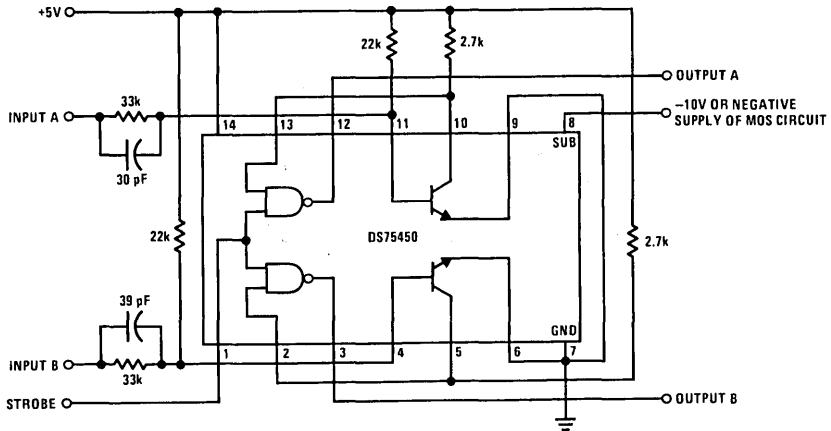 +5V
22k
2.7k
OUTPUT A
33k
–10V OR NEGATIVE
SUPPLY OF MOS CIRCUIT
INPUT A
14
13
12
11
10
9
8
SUB
30 pF
22k
DS75450
2.7k
39 pF
GND
1
2
3
4
5
6
7
INPUT B
33k
STROBE
OUTPUT B